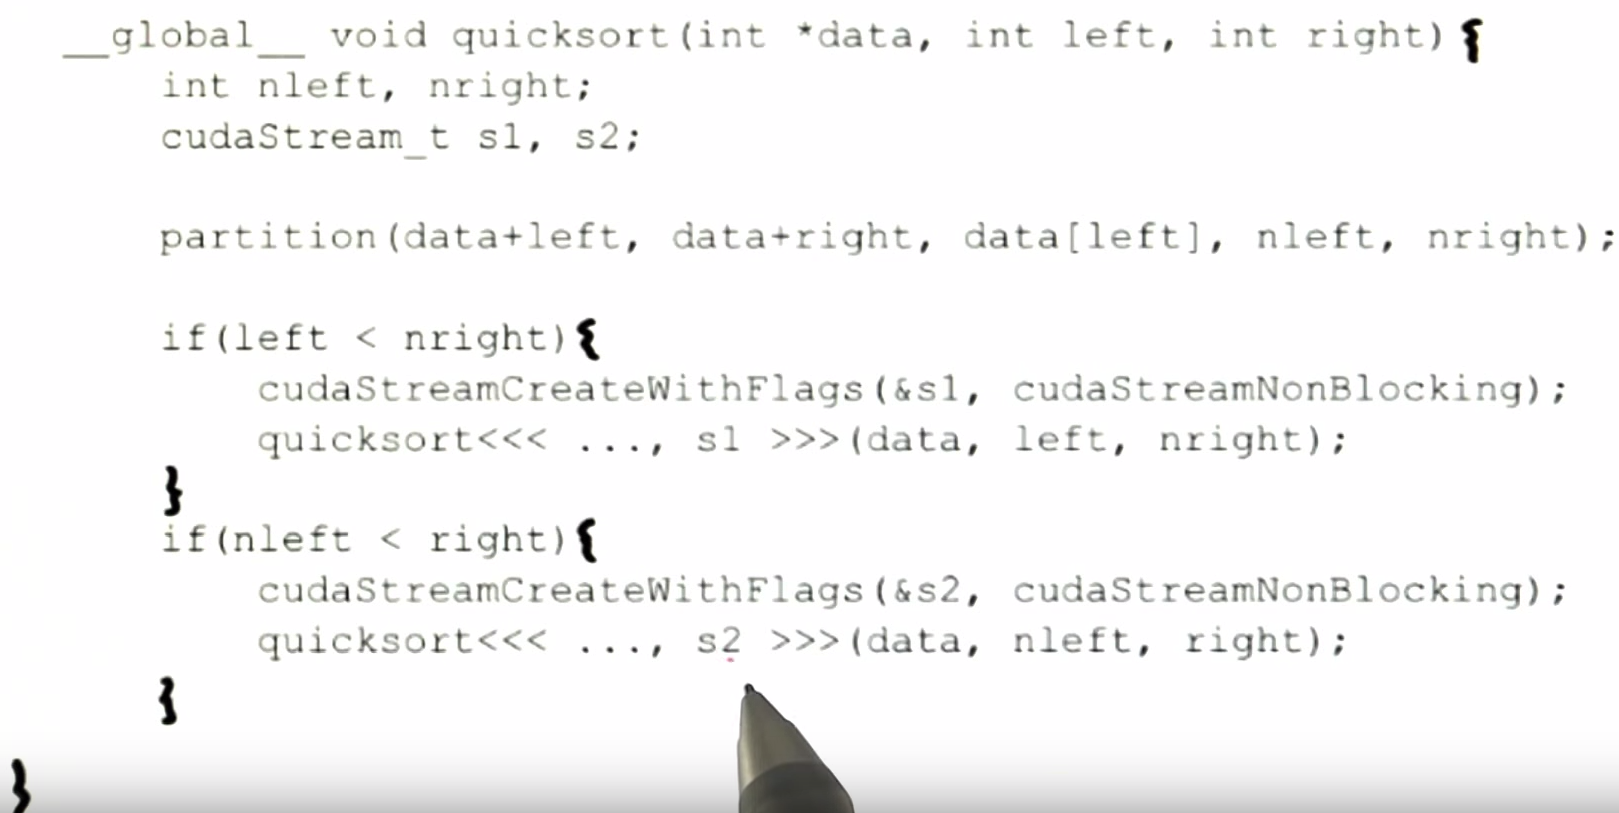 __global__ void quicksort(int *data, int left, int right){
int nleft, nright;
cudaStream_t s1, s2;
partition(data+left, data+right, data[left], nleft, nright);
if(left < nright){
cudaStreamCreateWithFlags(&s1, cudaStreamNonBlocking);
quicksort<<< ..., s1 >>>(data, left, nright);
}
if(nleft < right){
cudaStreamCreateWithFlags(&s2, cudaStreamNonBlocking);
quicksort<<< ..., s2 >>>(data, nleft, right);
}
}